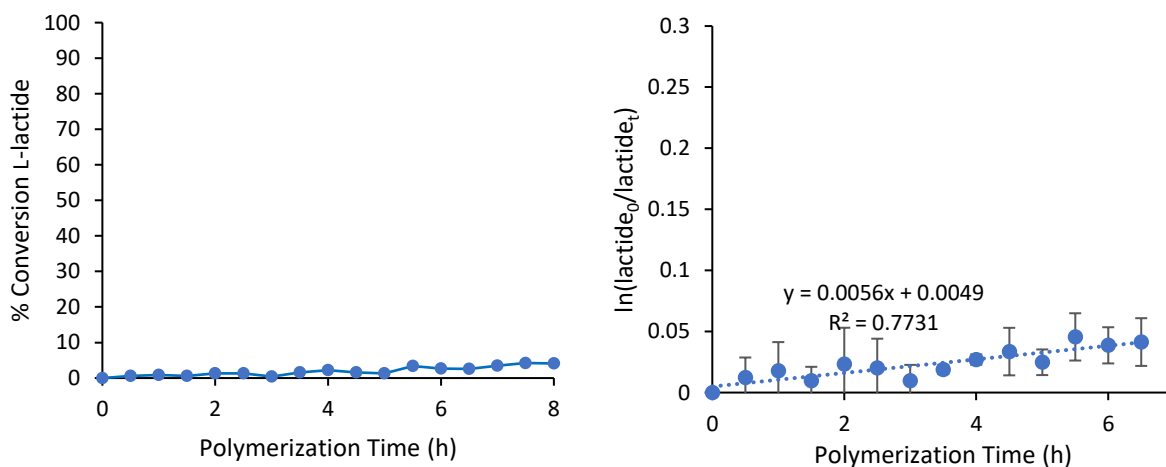 % Conversion L-lactide
100
90
80
70
60
50
40
30
20
10
0
0 2 4 6 8
Polymerization Time (h)
ln(lactide₀/lactideₜ)
0.3
0.25
0.2
0.15
0.1
0.05
0
y = 0.0056x + 0.0049
R² = 0.7731
0 2 4 6
Polymerization Time (h)